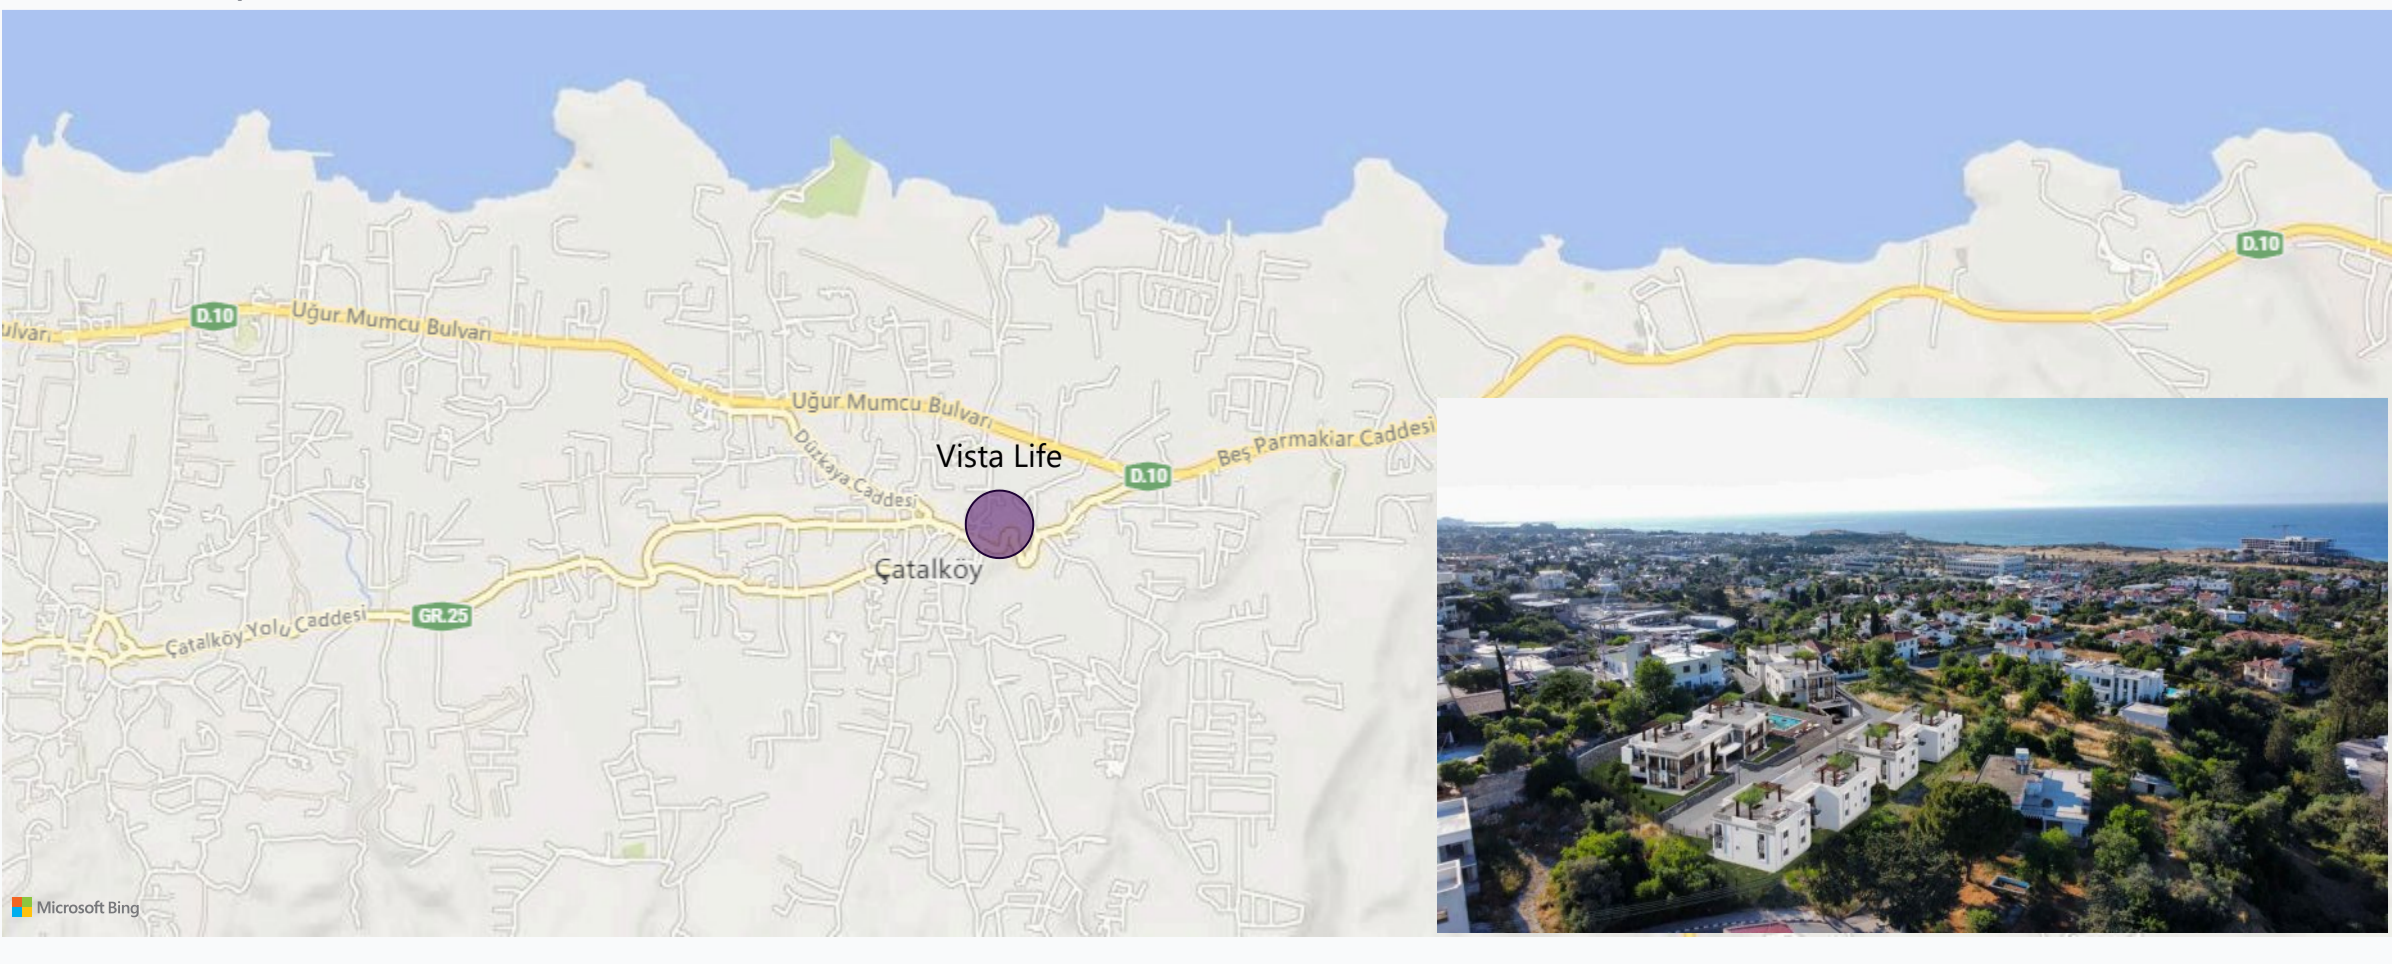 D.10
D.10
ulvarı
Uğur Mumcu Bulvarı
Uğur Mumcu Bulvarı
Vista Life
Düzkaya Caddesi
D.10
Beş Parmaklar Caddesi
Çatalköy
GR.25
Çatalköy Yolu Caddesi
Microsoft Bing